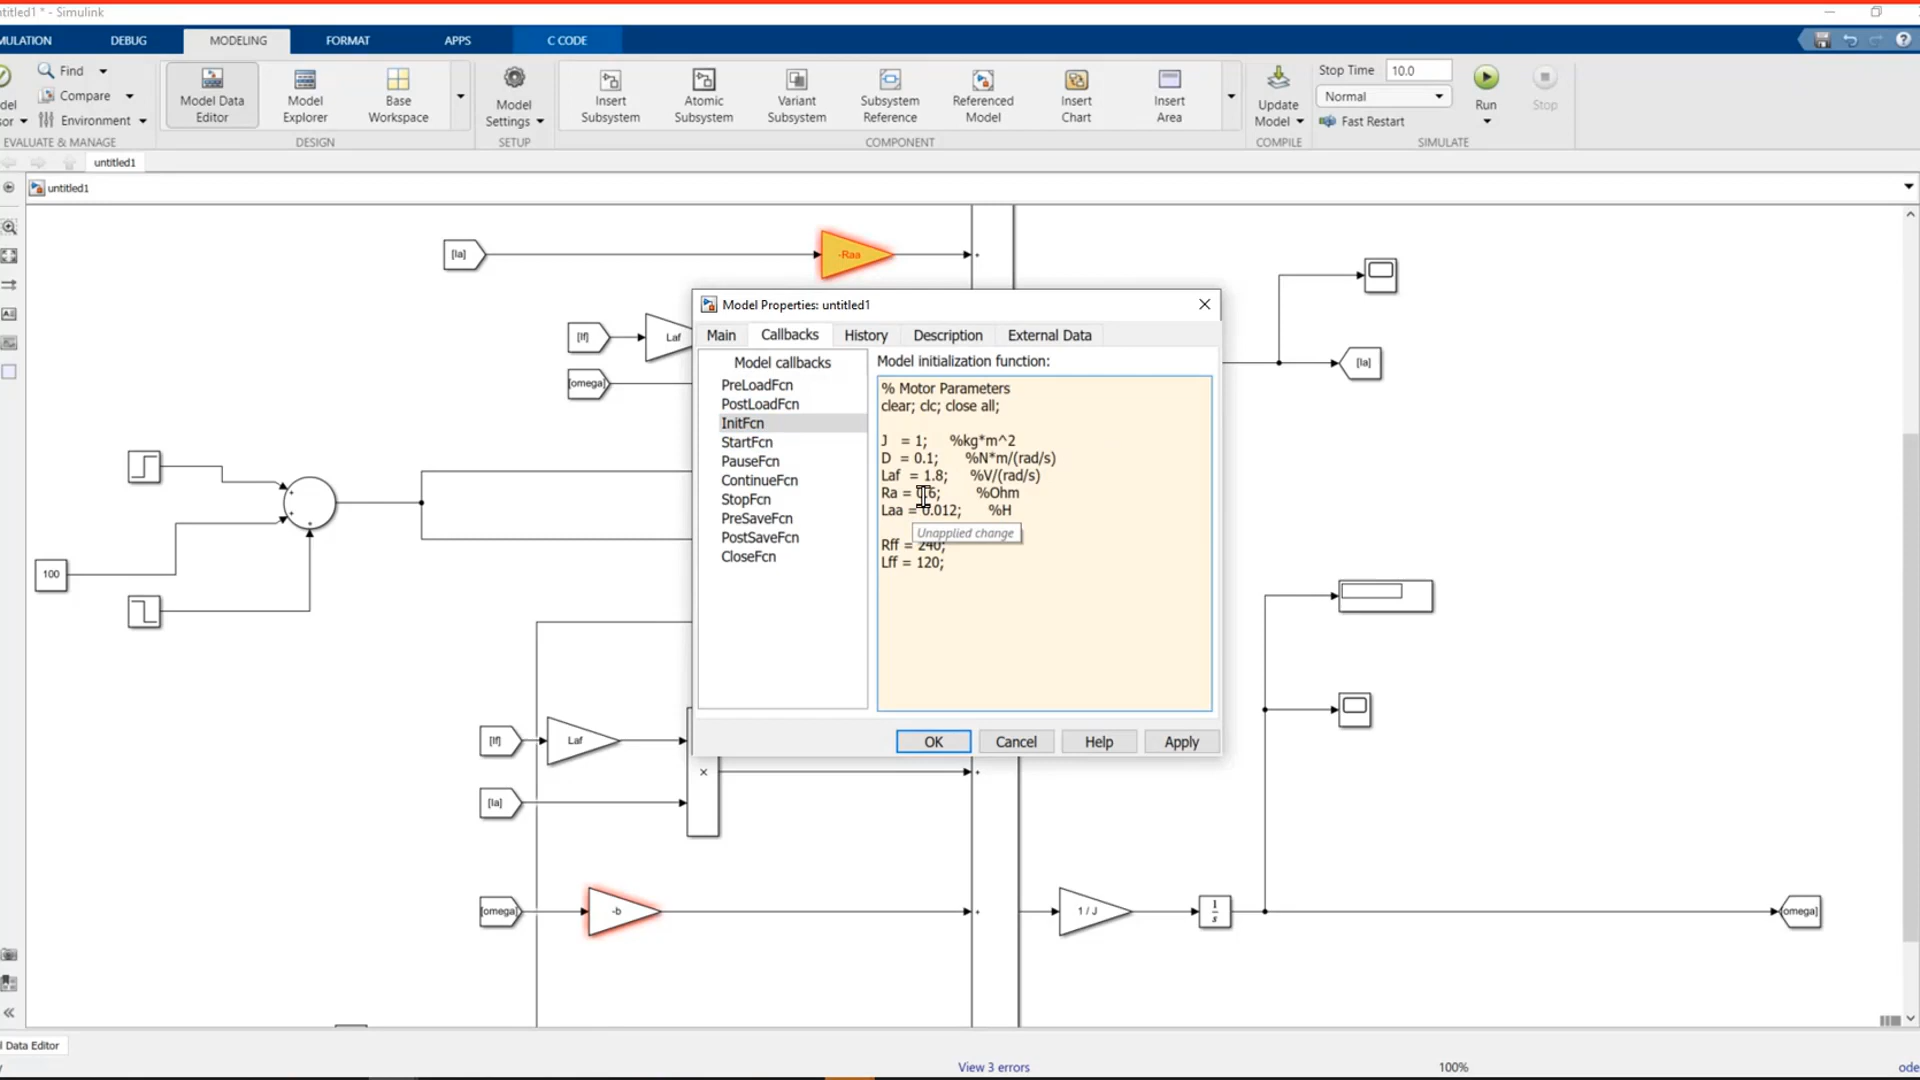 ntitled1 * - Simulink
MULATION DEBUG MODELING FORMAT APPS C CODE
Find
Compare
Environment
EVALUATE & MANAGE
Model Data Editor
Model Explorer
Base Workspace
DESIGN
Model Settings
SETUP
Insert Subsystem
Atomic Subsystem
Variant Subsystem
Subsystem Reference
Referenced Model
Insert Chart
Insert Area
COMPONENT
Update Model
COMPILE
Stop Time 10.0
Normal
Fast Restart
Run
Stop
SIMULATE
untitled1
untitled1
[Ia]
-Raa
[If]
Laf
[omega]
[Ia]
100
Model Properties: untitled1
Main Callbacks History Description External Data
Model callbacks
PreLoadFcn
PostLoadFcn
InitFcn
StartFcn
PauseFcn
ContinueFcn
StopFcn
PreSaveFcn
PostSaveFcn
CloseFcn
Model initialization function:
% Motor Parameters
clear; clc; close all;
J = 1; %kg*m^2
D = 0.1; %N*m/(rad/s)
Laf = 1.8; %V/(rad/s)
Ra = 0.6; %Ohm
Laa = 0.012; %H
Unapplied change
Rff = 240;
Lff = 120;
OK Cancel Help Apply
[If]
Laf
[Ia]
×
[omega]
-b
1 / J
1
s
[omega]
l Data Editor
View 3 errors
100%
ode